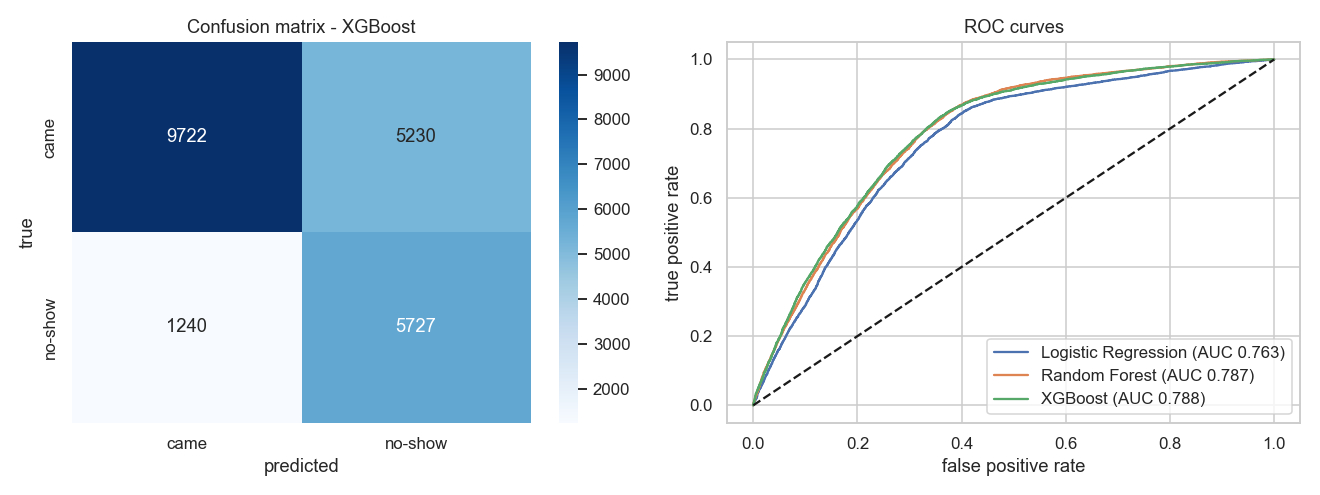 Confusion matrix - XGBoost
true
came
no-show
9722
5230
1240
5727
came
no-show
predicted
9000
8000
7000
6000
5000
4000
3000
2000
ROC curves
true positive rate
1.0
0.8
0.6
0.4
0.2
0.0
Logistic Regression (AUC 0.763)
Random Forest (AUC 0.787)
XGBoost (AUC 0.788)
0.0
0.2
0.4
0.6
0.8
1.0
false positive rate